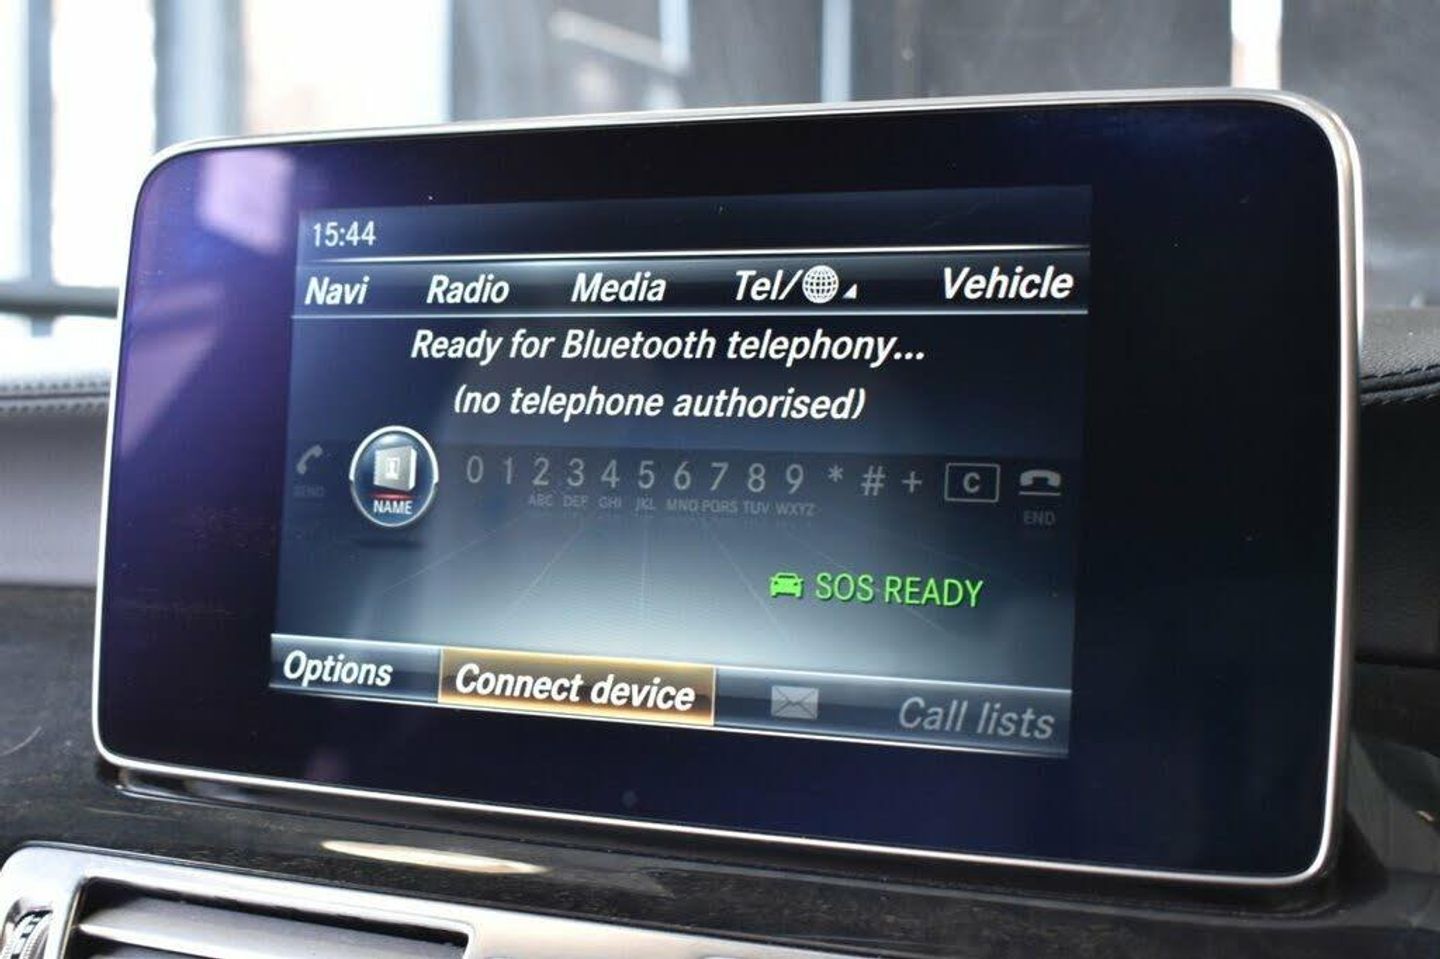 15:44
Navi Radio Media Tel/ Vehicle
Ready for Bluetooth telephony...
(no telephone authorised)
SEND NAME 0 1 2 ABC 3 DEF 4 GHI 5 JKL 6 MNO 7 PQRS 8 TUV 9 WXYZ * # + C END
SOS READY
Options Connect device Call lists